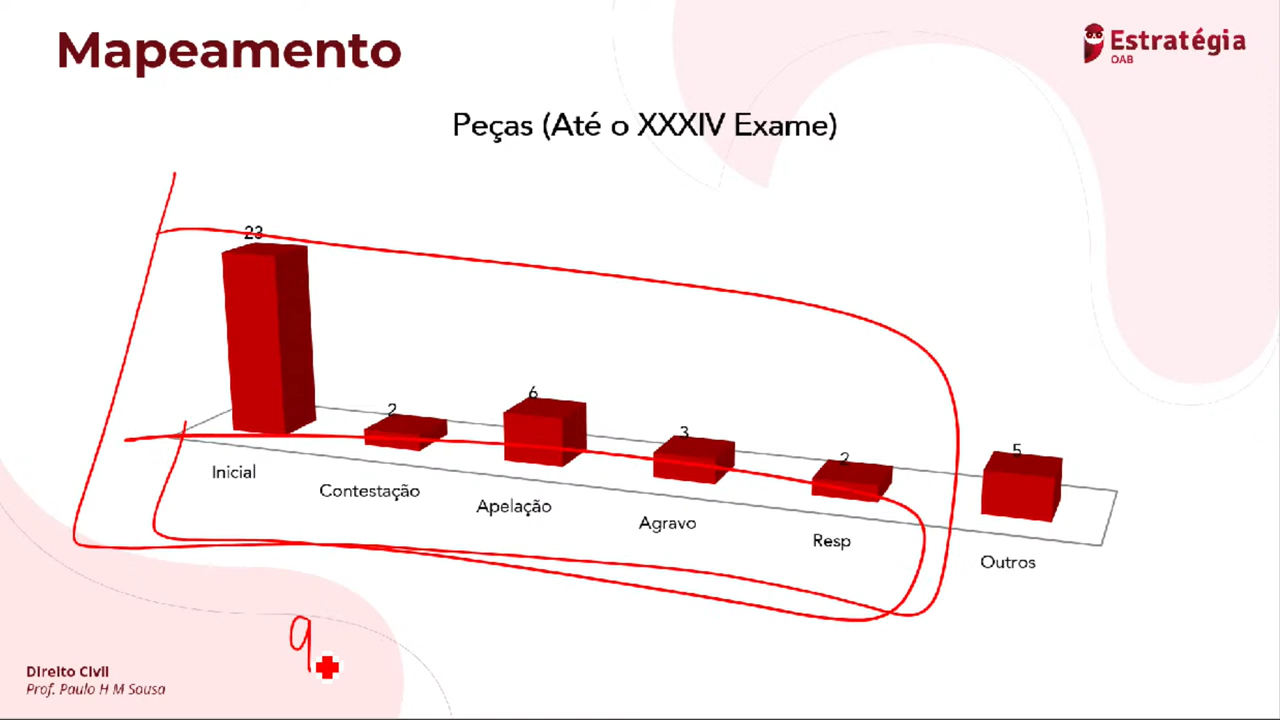 Mapeamento
Estratégia
OAB
Peças (Até o XXXIV Exame)
23
2
6
3
2
5
Inicial
Contestação
Apelação
Agravo
Resp
Outros
9
Direito Civil
Prof. Paulo H M Sousa